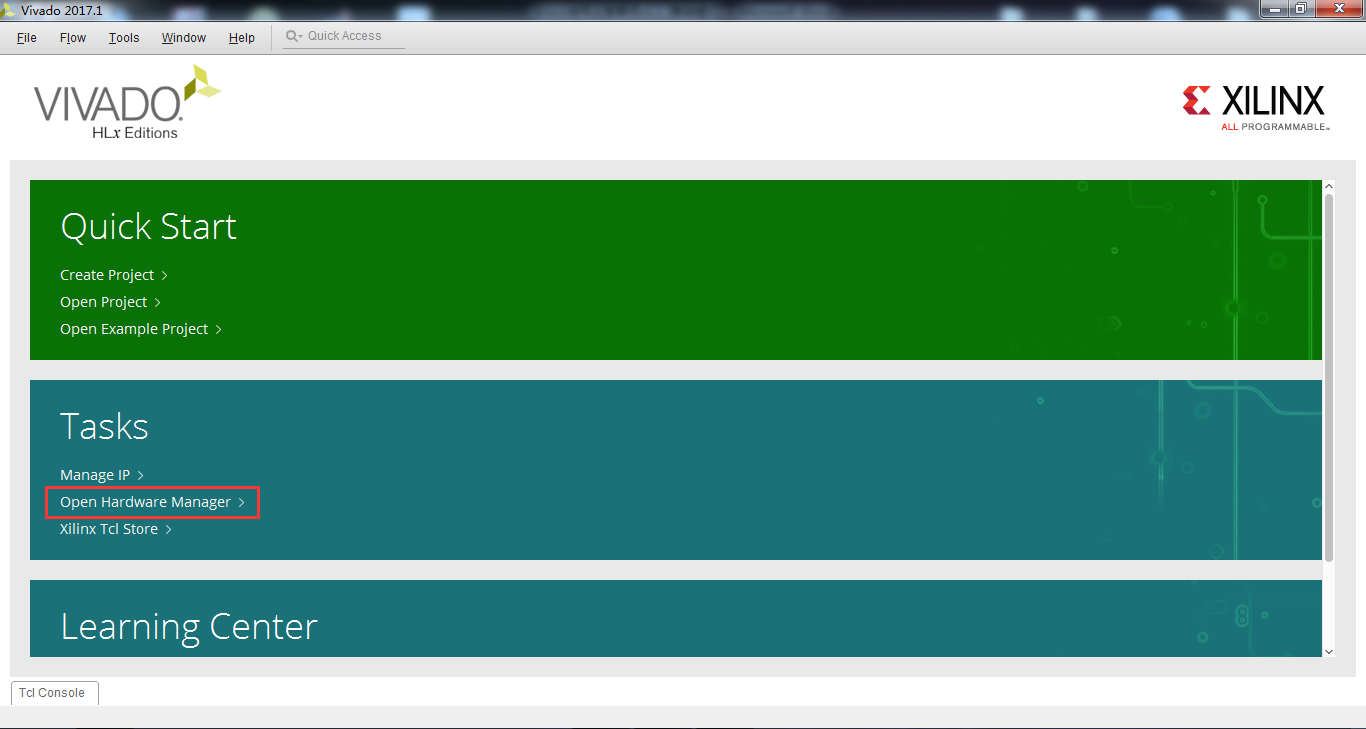 Vivado 2017.1
File Flow Tools Window Help Quick Access
VIVADO.
HLx Editions
XILINX
ALL PROGRAMMABLE™
Quick Start
Create Project >
Open Project >
Open Example Project >
Tasks
Manage IP >
Open Hardware Manager >
Xilinx Tcl Store >
Learning Center
Tcl Console